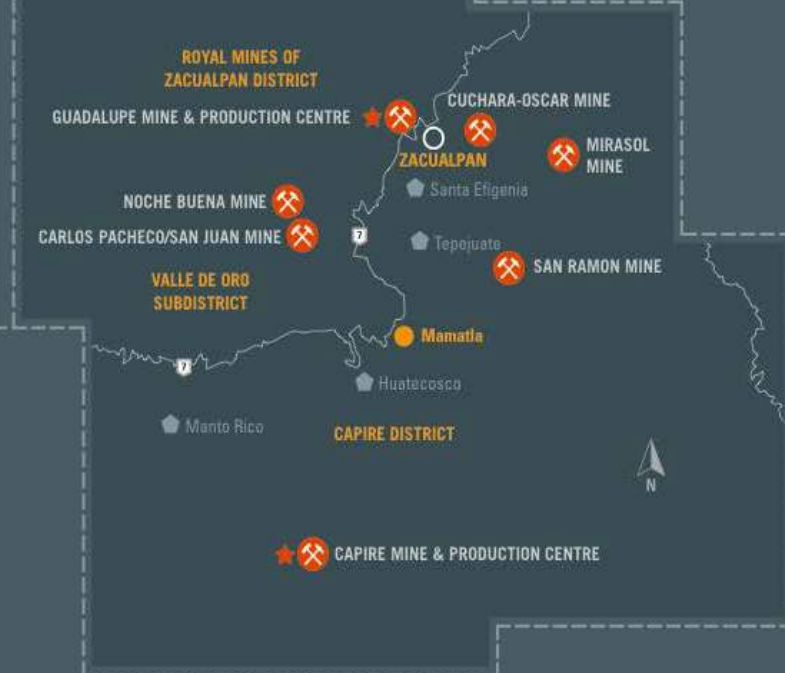 ROYAL MINES OF
ZACUALPAN DISTRICT
CUCHARA-OSCAR MINE
GUADALUPE MINE & PRODUCTION CENTRE
MIRASOL
MINE
ZACUALPAN
Santa Efigenia
NOCHE BUENA MINE
CARLOS PACHECO/SAN JUAN MINE
7
Tepojuate
SAN RAMON MINE
VALLE DE ORO
SUBDISTRICT
Mamatla
7
Huatecosco
Manto Rico
CAPIRE DISTRICT
N
CAPIRE MINE & PRODUCTION CENTRE